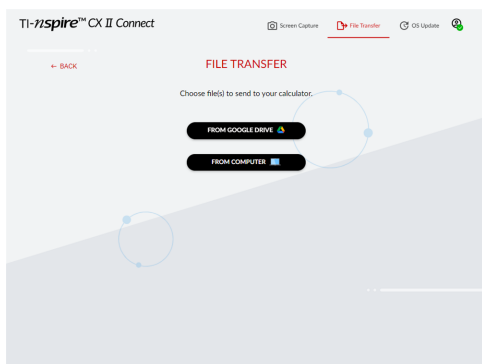 TI-nspire™ CX II Connect
Screen Capture
File Transfer
OS Update
← BACK
FILE TRANSFER
Choose file(s) to send to your calculator.
FROM GOOGLE DRIVE
FROM COMPUTER